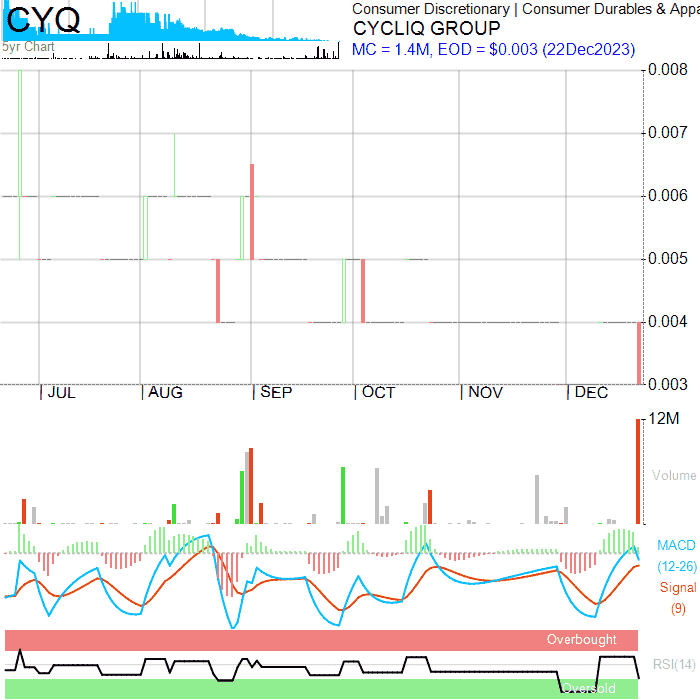 CYQ
Consumer Discretionary | Consumer Durables & Appa
CYCLIQ GROUP
5yr Chart
MC = 1.4M, EOD = $0.003 (22Dec2023)
0.008
0.007
0.006
0.005
0.004
0.003
JUL AUG SEP OCT NOV DEC
12M
Volume
MACD
(12-26)
Signal
(9)
Overbought
RSI(14)
Oversold